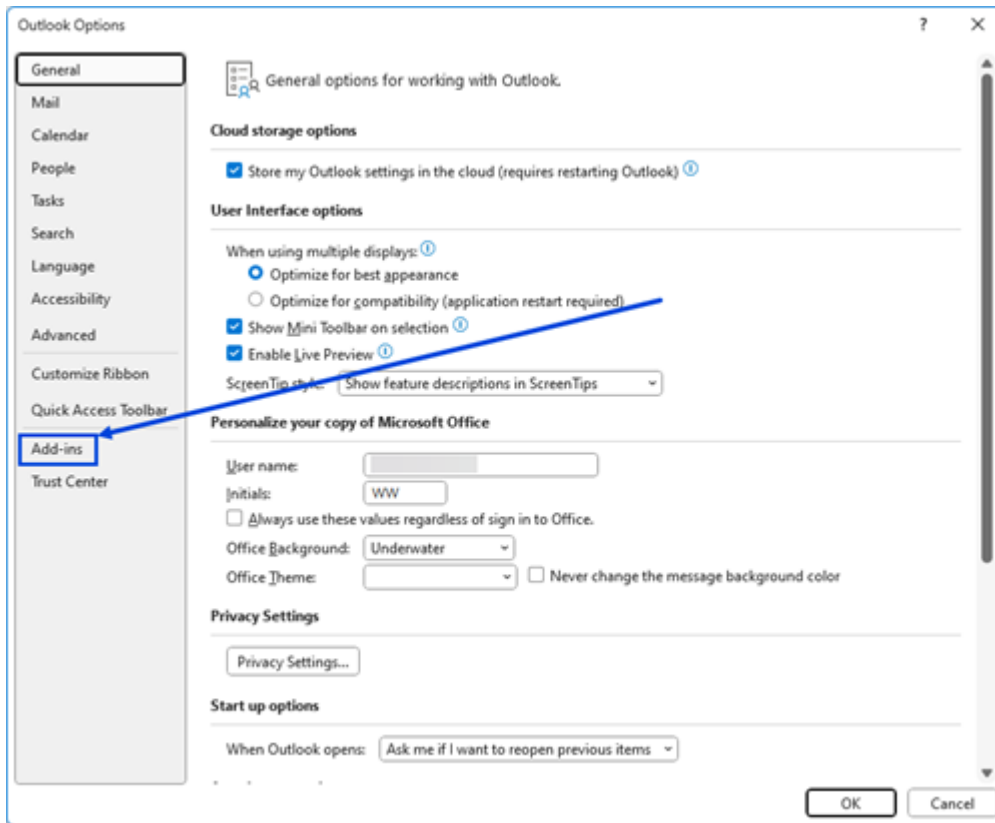 Outlook Options
?
General
Mail
Calendar
People
Tasks
Search
Language
Accessibility
Advanced
Customize Ribbon
Quick Access Toolbar
Add-ins
Trust Center
General options for working with Outlook.
Cloud storage options
Store my Outlook settings in the cloud (requires restarting Outlook)
User Interface options
When using multiple displays:
Optimize for best appearance
Optimize for compatibility (application restart required)
Show Mini Toolbar on selection
Enable Live Preview
ScreenTip style: Show feature descriptions in ScreenTips
Personalize your copy of Microsoft Office
User name:
Initials: WW
Always use these values regardless of sign in to Office.
Office Background: Underwater
Office Theme: Never change the message background color
Privacy Settings
Privacy Settings...
Start up options
When Outlook opens: Ask me if I want to reopen previous items
OK Cancel